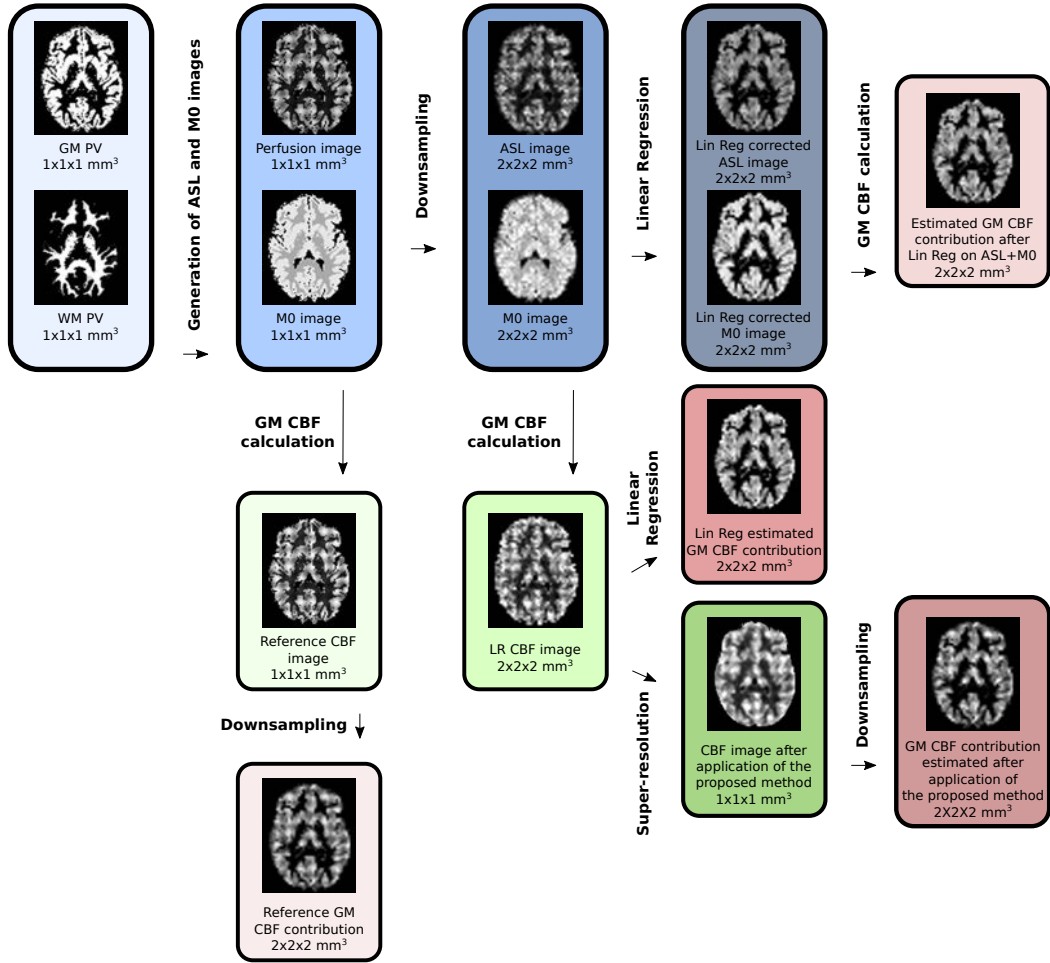 GM PV
1x1x1 mm³
WM PV
1x1x1 mm³
Generation of ASL and M0 images
Perfusion image
1x1x1 mm³
M0 image
1x1x1 mm³
Downsampling
ASL image
2x2x2 mm³
M0 image
2x2x2 mm³
Linear Regression
Lin Reg corrected
ASL image
2x2x2 mm³
Lin Reg corrected
M0 image
2x2x2 mm³
GM CBF calculation
Estimated GM CBF
contribution after
Lin Reg on ASL+M0
2x2x2 mm³
GM CBF
calculation
GM CBF
calculation
Reference CBF
image
1x1x1 mm³
LR CBF image
2x2x2 mm³
Linear
Regression
Lin Reg estimated
GM CBF contribution
2x2x2 mm³
Super-resolution
CBF image after
application of the
proposed method
1x1x1 mm³
Downsampling
GM CBF contribution
estimated after
application of
the proposed method
2X2X2 mm³
Downsampling
Reference GM
CBF contribution
2x2x2 mm³